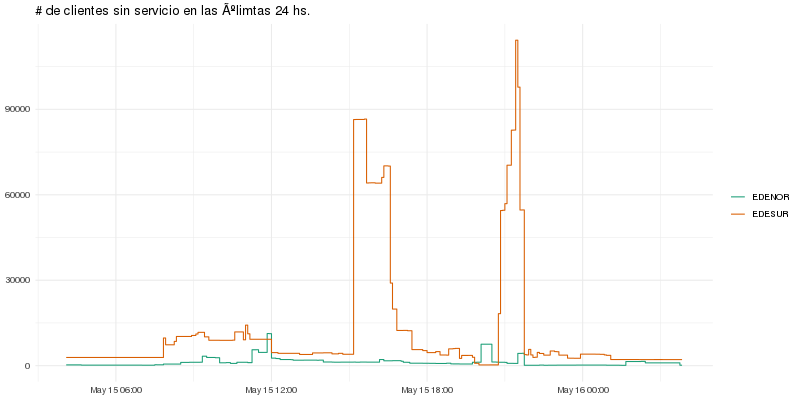 # de clientes sin servicio en las Ãºlimtas 24 hs.
90000
60000
30000
0
May 15 06:00
May 15 12:00
May 15 18:00
May 16 00:00
EDENOR
EDESUR